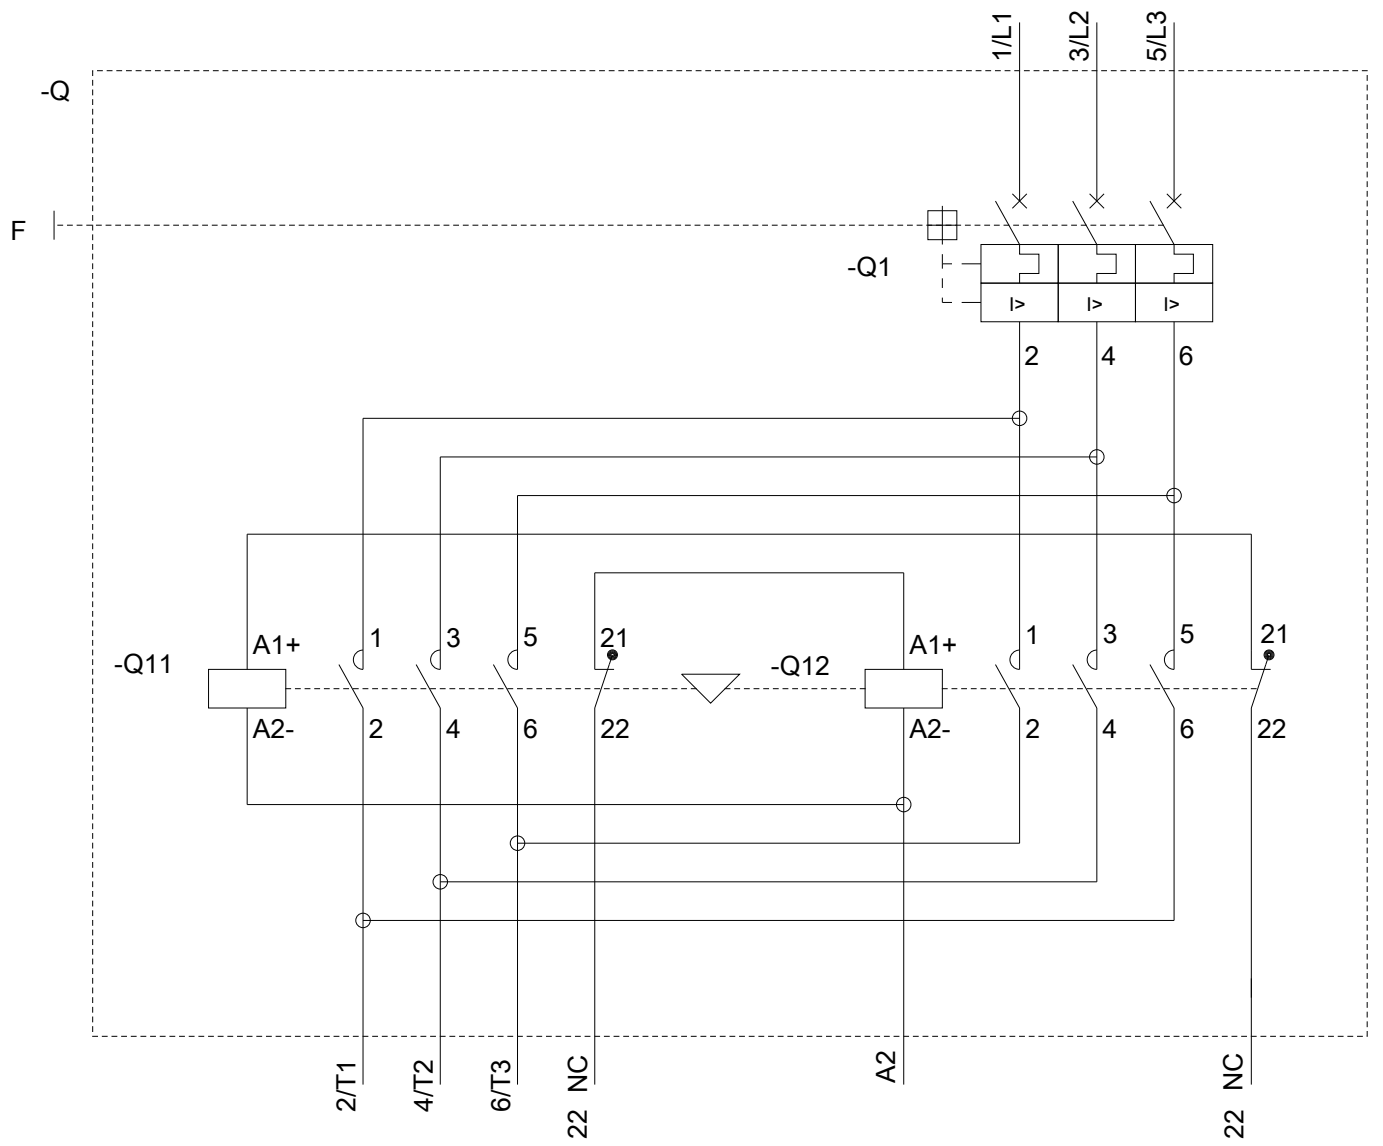 1/L1 3/L2 5/L3
-Q
F
-Q1
I> I> I>
2 4 6
-Q11 A1+ 1 3 5 21 -Q12 A1+ 1 3 5 21
A2- 2 4 6 22 A2- 2 4 6 22
2/T1 4/T2 6/T3 22 NC A2 22 NC